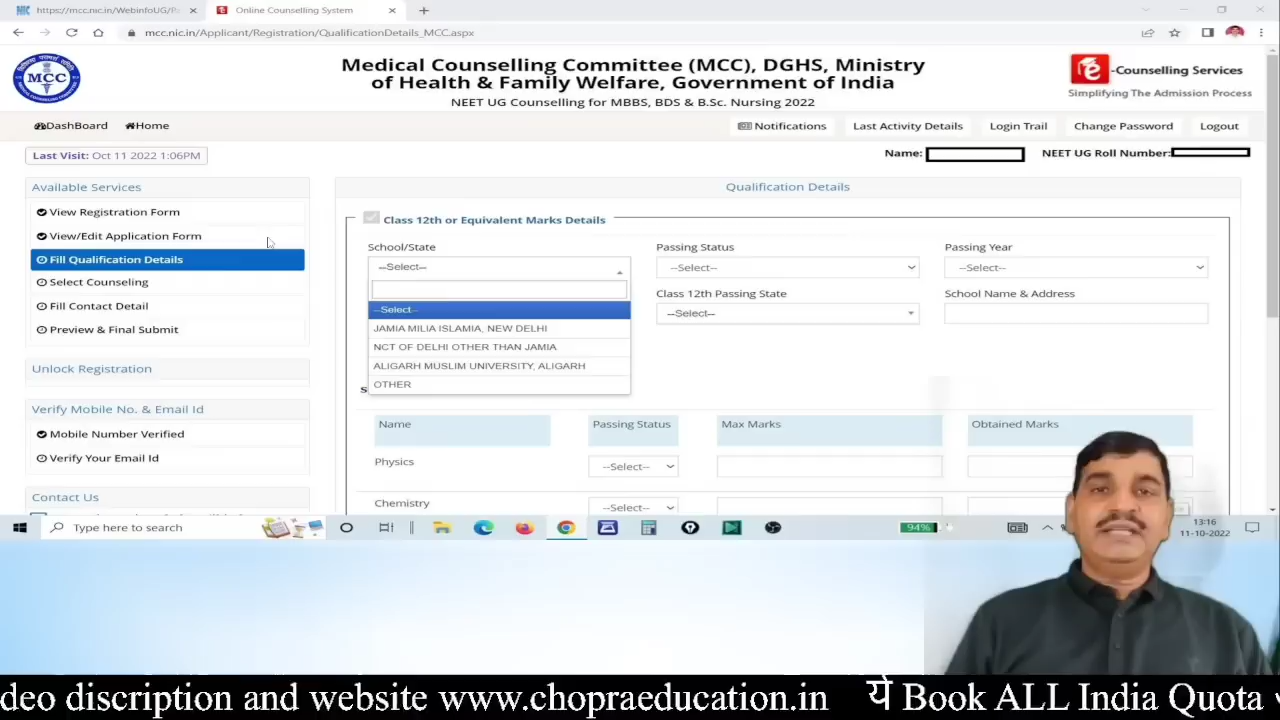 https://mcc.nic.in/WebinfoUG/Pa
Online Counselling System
mcc.nic.in/Applicant/Registration/QualificationDetails_MCC.aspx
MCC
Medical Counselling Committee (MCC), DGHS, Ministry
of Health & Family Welfare, Government of India
NEET UG Counselling for MBBS, BDS & B.Sc. Nursing 2022
e-Counselling Services
Simplifying The Admission Process
DashBoard Home
Notifications Last Activity Details Login Trail Change Password Logout
Last Visit: Oct 11 2022 1:06PM
Name: NEET UG Roll Number:
Available Services
View Registration Form
View/Edit Application Form
Fill Qualification Details
Select Counselling
Fill Contact Detail
Preview & Final Submit
Unlock Registration
Verify Mobile No. & Email Id
Mobile Number Verified
Verify Your Email Id
Contact Us
Qualification Details
Class 12th or Equivalent Marks Details
School/State Passing Status Passing Year
--Select-- --Select-- --Select--
Class 12th Passing State School Name & Address
--Select--
--Select--
JAMIA MILIA ISLAMIA, NEW DELHI
NCT OF DELHI OTHER THAN JAMIA
ALIGARH MUSLIM UNIVERSITY, ALIGARH
OTHER
Name Passing Status Max Marks Obtained Marks
Physics --Select--
Chemistry --Select--
Type here to search
94%
13:16
11-10-2022
deo discription and website www.chopraeducation.in ये Book ALL India Quota